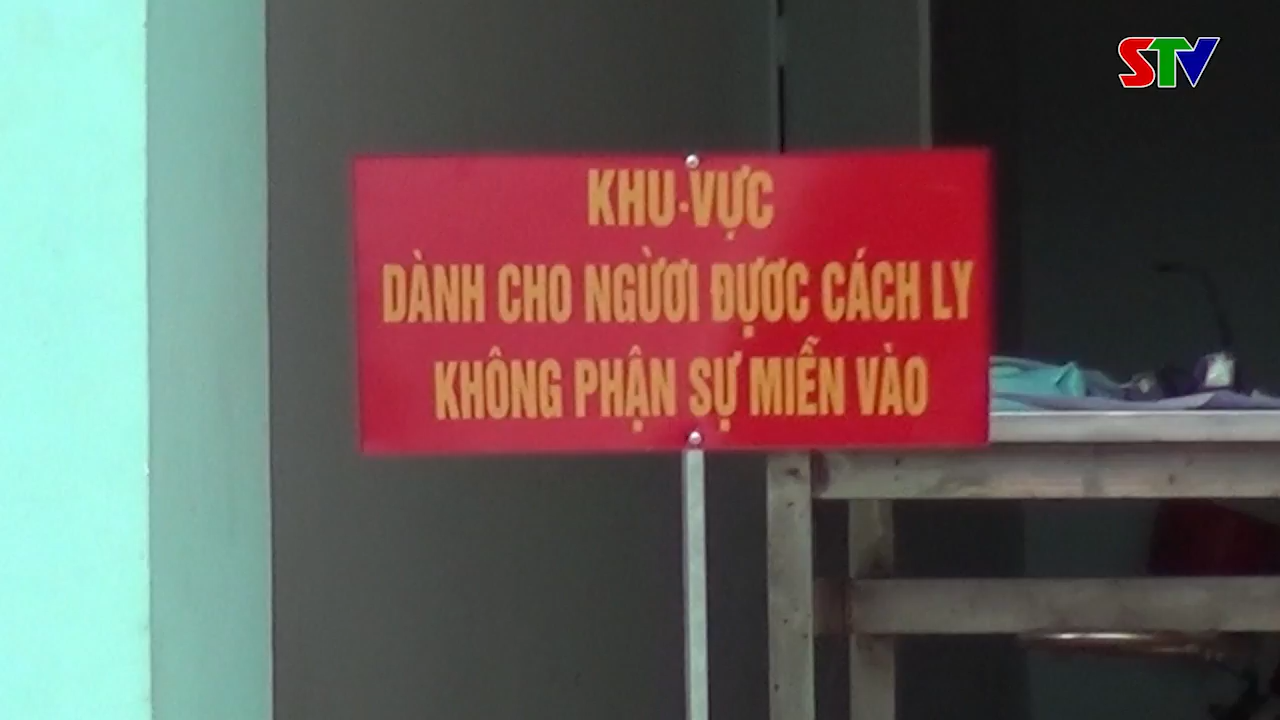 STV
KHU VỰC
DÀNH CHO NGƯỜI ĐƯỢC CÁCH LY
KHÔNG PHẬN SỰ MIỄN VÀO